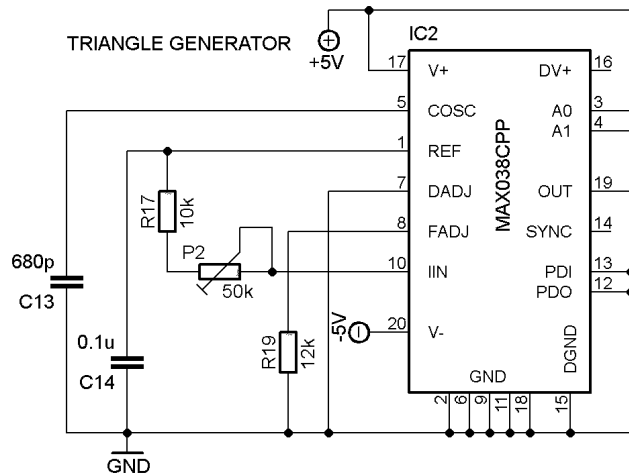 IC2
TRIANGLE GENERATOR
+5V
17 V+ DV+ 16
5 COSC A0 3
A1 4
1 REF
MAX038CPP
7 DADJ OUT 19
R17
10k
8 FADJ SYNC 14
P2
50k
10 IIN PDI 13
PDO 12
680p
C13
-5V
20 V-
R19
12k
0.1u
C14
GND
DGND
2 6 9 11 18 15
GND